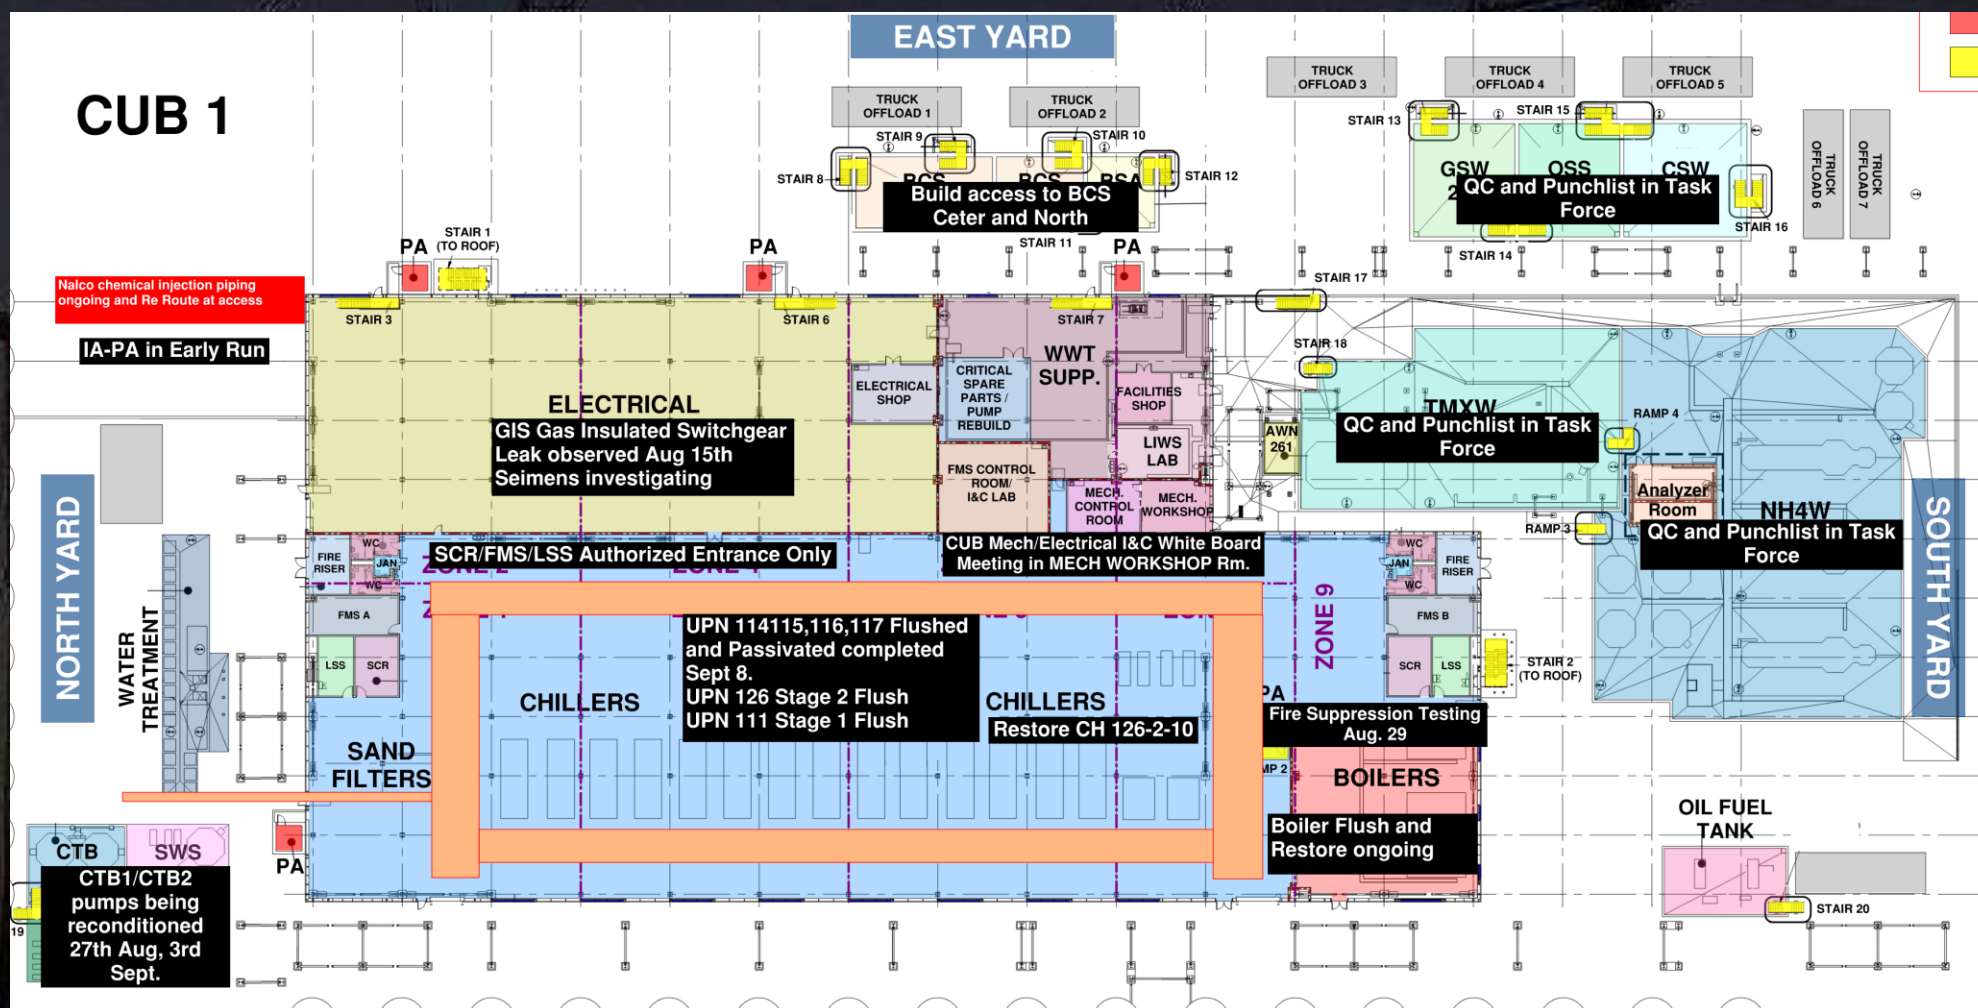 EAST YARD
CUB 1
TRUCK
OFFLOAD 1
TRUCK
OFFLOAD 2
TRUCK
OFFLOAD 3
TRUCK
OFFLOAD 4
TRUCK
OFFLOAD 5
TRUCK
OFFLOAD 6
TRUCK
OFFLOAD 7
STAIR 8
STAIR 9
STAIR 10
STAIR 12
STAIR 11
BCS
BCS
BSA
Build access to BCS
Ceter and North
STAIR 13
STAIR 15
STAIR 16
STAIR 14
GSW
OSS
CSW
QC and Punchlist in Task
Force
PA
STAIR 1
(TO ROOF)
PA
PA
Nalco chemical injection piping
ongoing and Re Route at access
IA-PA in Early Run
STAIR 3
STAIR 6
STAIR 7
STAIR 17
STAIR 18
ELECTRICAL
GIS Gas Insulated Switchgear
Leak observed Aug 15th
Seimens investigating
ELECTRICAL
SHOP
CRITICAL
SPARE
PARTS /
PUMP
REBUILD
WWT
SUPP.
FACILITIES
SHOP
LIWS
LAB
FMS CONTROL
ROOM/
I&C LAB
MECH.
CONTROL
ROOM
MECH.
WORKSHOP
AWN
261
TMXW
QC and Punchlist in Task
Force
RAMP 4
RAMP 3
Analyzer
Room
NH4W
QC and Punchlist in Task
Force
NORTH YARD
SOUTH YARD
WATER
TREATMENT
FIRE
RISER
WC
JAN
WC
FMS A
LSS
SCR
SCR/FMS/LSS Authorized Entrance Only
CUB Mech/Electrical I&C White Board
Meeting in MECH WORKSHOP Rm.
ZONE 9
WC
JAN
WC
FIRE
RISER
FMS B
SCR
LSS
STAIR 2
(TO ROOF)
UPN 114115,116,117 Flushed
and Passivated completed
Sept 8.
UPN 126 Stage 2 Flush
UPN 111 Stage 1 Flush
CHILLERS
CHILLERS
Restore CH 126-2-10
PA
Fire Suppression Testing
Aug. 29
SAND
FILTERS
BOILERS
Boiler Flush and
Restore ongoing
OIL FUEL
TANK
STAIR 20
PA
CTB
SWS
CTB1/CTB2
pumps being
reconditioned
27th Aug, 3rd
Sept.
19